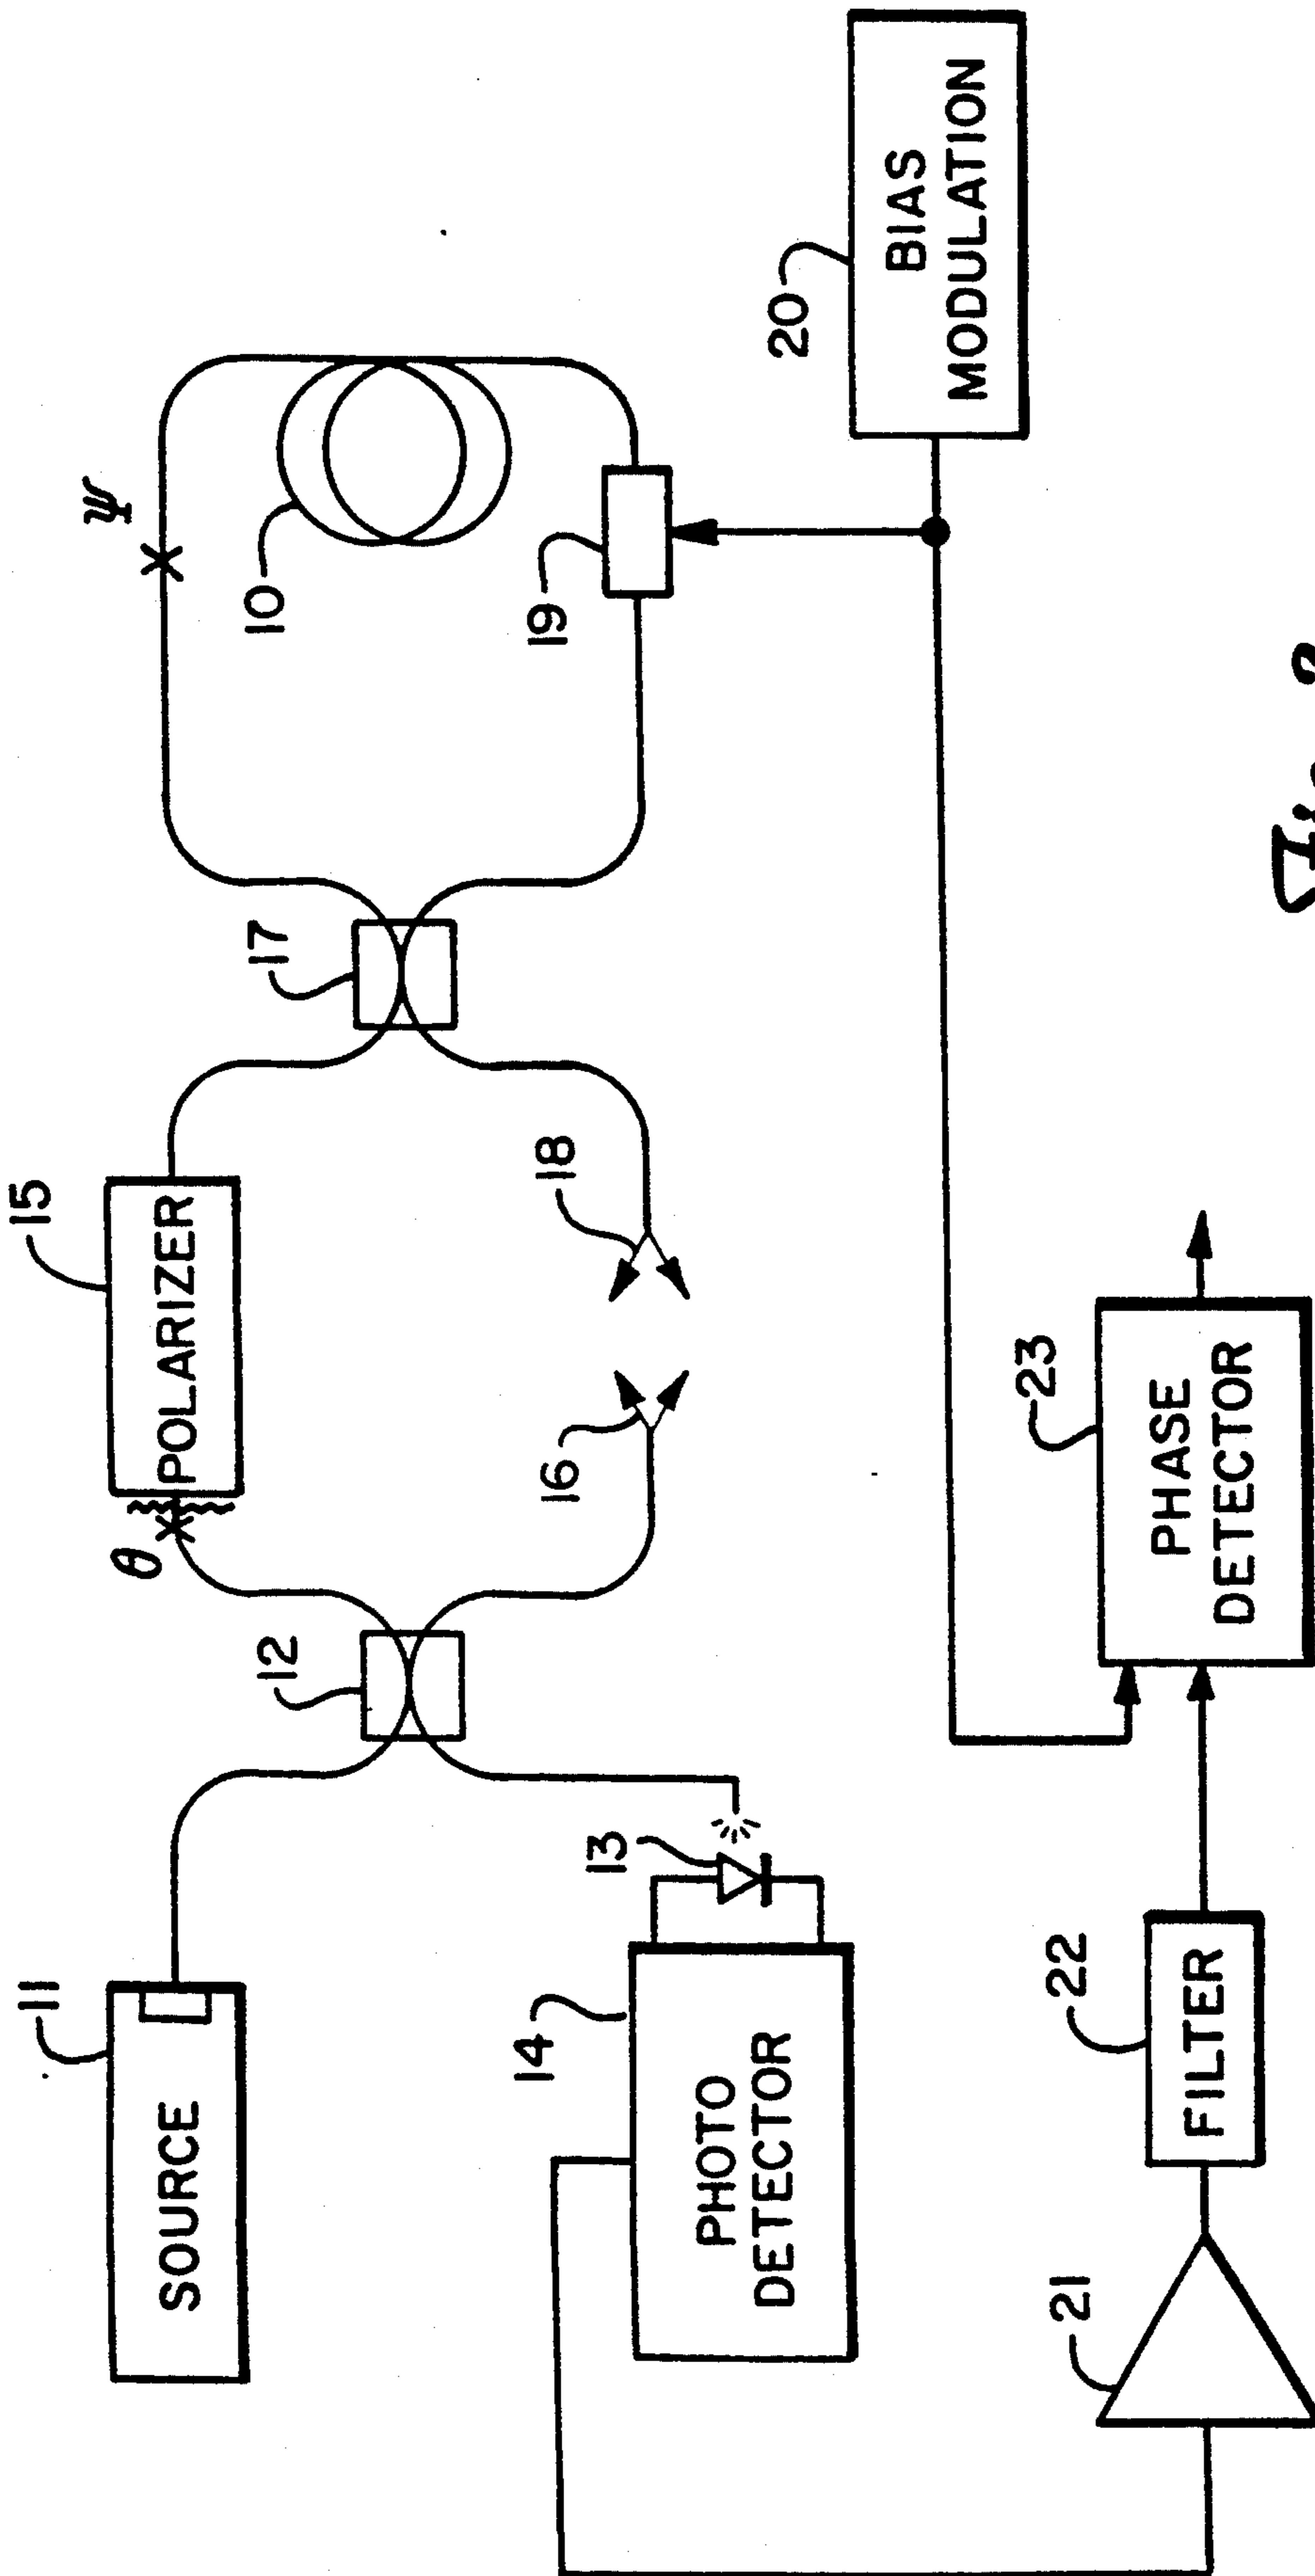 11
SOURCE
12
θ
15
POLARIZER
17
Ψ
10
14
PHOTO
DETECTOR
13
16
18
19
20
BIAS
MODULATION
21
22
FILTER
23
PHASE
DETECTOR